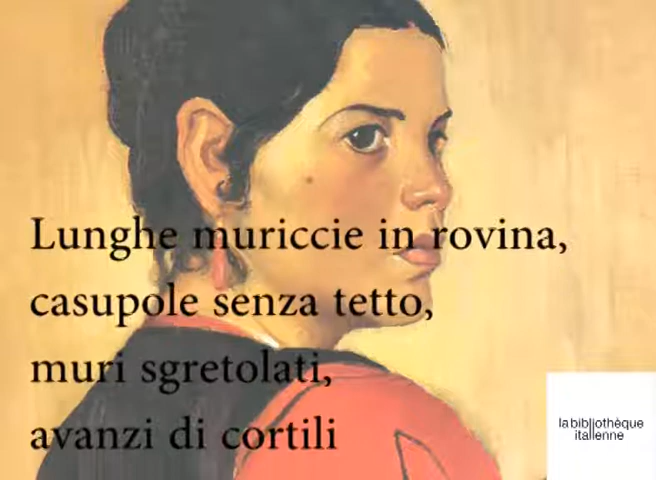 Lunghe muriccie in rovina,
casupole senza tetto,
muri sgretolati,
avanzi di cortili
la bibliothèque
italienne